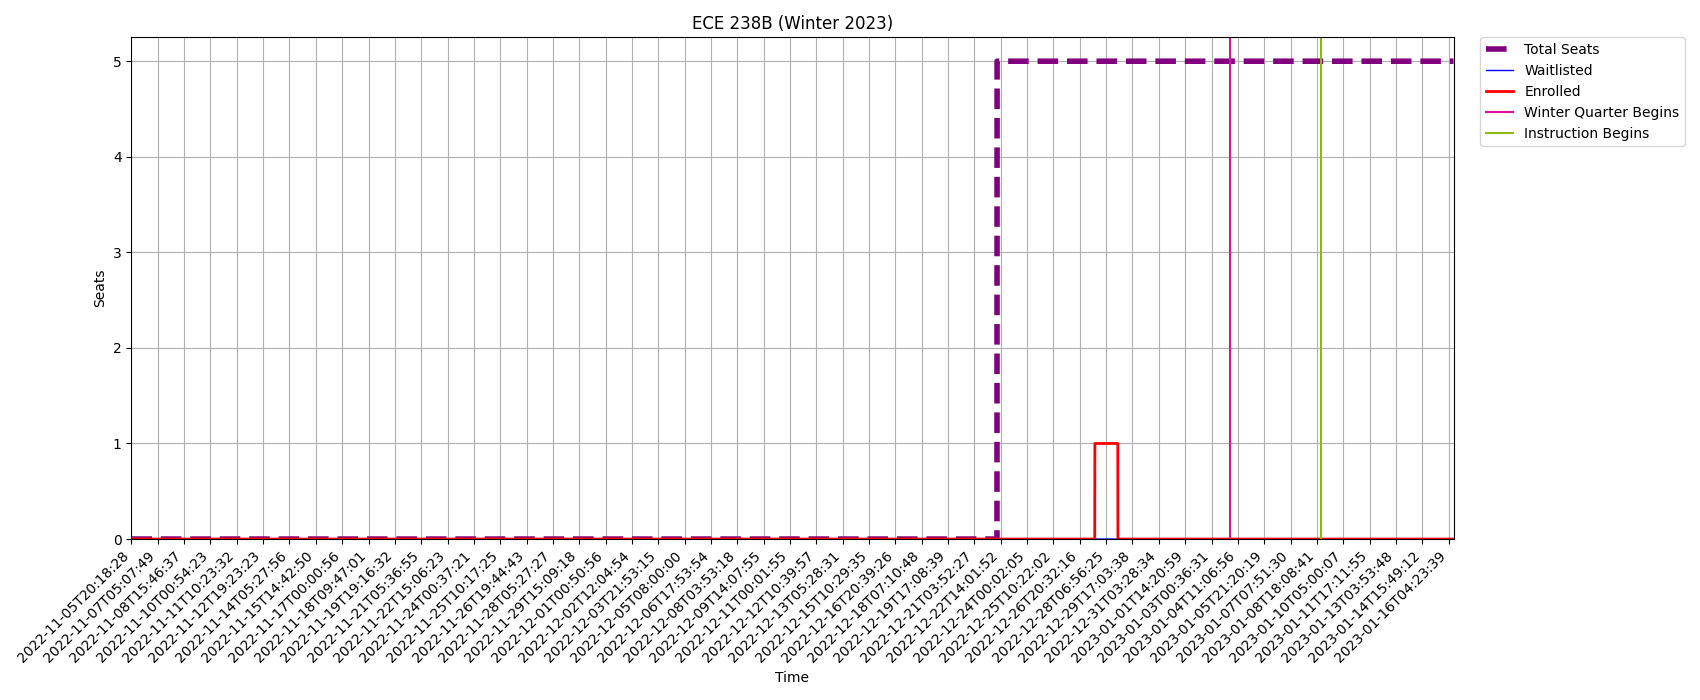 ECE 238B (Winter 2023)
Total Seats
Waitlisted
Enrolled
Winter Quarter Begins
Instruction Begins
5
4
3
2
1
0
Seats
2022-11-05T20:18:28
2022-11-07T05:07:49
2022-11-08T15:46:37
2022-11-10T00:54:23
2022-11-11T10:23:32
2022-11-12T19:23:23
2022-11-14T05:27:56
2022-11-15T14:42:50
2022-11-17T00:00:56
2022-11-18T09:47:01
2022-11-19T19:16:32
2022-11-21T05:36:55
2022-11-22T15:06:23
2022-11-24T00:37:21
2022-11-25T10:17:25
2022-11-26T19:44:43
2022-11-28T05:27:27
2022-11-29T15:09:18
2022-12-01T00:50:56
2022-12-02T12:04:54
2022-12-03T21:53:15
2022-12-05T08:00:00
2022-12-06T17:53:54
2022-12-08T03:53:18
2022-12-09T14:07:55
2022-12-11T00:01:55
2022-12-12T10:39:57
2022-12-13T05:28:31
2022-12-15T10:29:35
2022-12-16T20:39:26
2022-12-18T07:10:48
2022-12-19T17:08:39
2022-12-21T03:52:27
2022-12-22T14:01:52
2022-12-24T00:02:05
2022-12-25T10:22:02
2022-12-26T20:32:16
2022-12-28T06:56:25
2022-12-29T17:03:38
2022-12-31T03:28:34
2023-01-01T14:20:59
2023-01-03T00:36:31
2023-01-04T11:06:56
2023-01-05T21:20:19
2023-01-07T07:51:30
2023-01-08T18:08:41
2023-01-10T05:00:07
2023-01-11T17:11:55
2023-01-13T03:53:48
2023-01-14T15:49:12
2023-01-16T04:23:39
Time